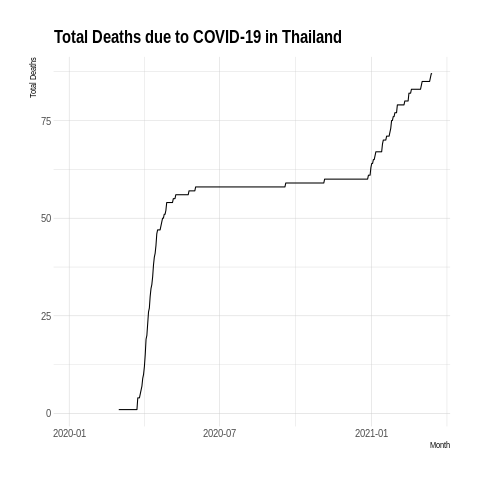 Total Deaths due to COVID-19 in Thailand
Total Deaths
75
50
25
0
2020-01 2020-07 2021-01
Month